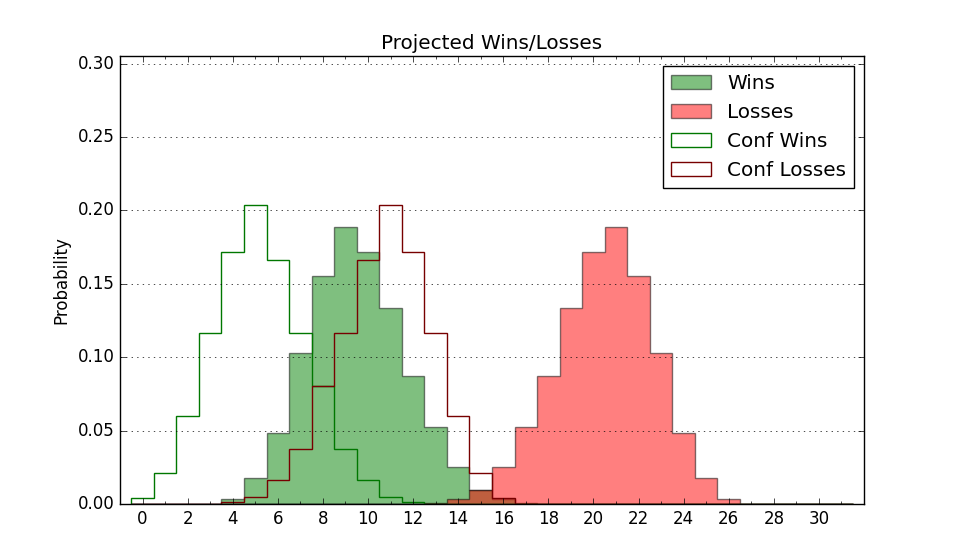 Projected Wins/Losses
0.30
0.25
0.20
0.15
0.10
0.05
0.00
Probability
Wins
Losses
Conf Wins
Conf Losses
0 2 4 6 8 10 12 14 16 18 20 22 24 26 28 30